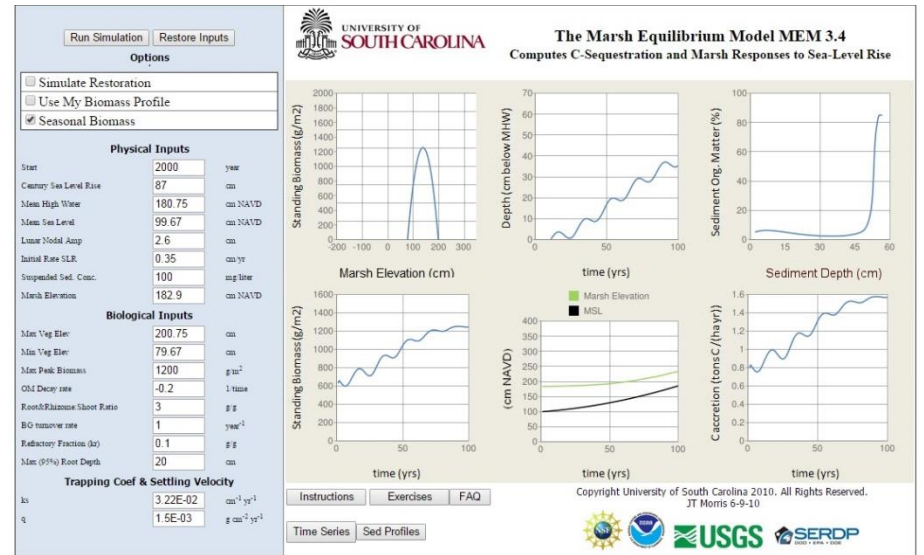 Run Simulation Restore Inputs
Options
Simulate Restoration
Use My Biomass Profile
Seasonal Biomass
Physical Inputs
Start 2000 year
Century Sea Level Rise 87 cm
Mean High Water 180.75 cm NAVD
Mean Sea Level 99.67 cm NAVD
Lunar Nodal Amp 2.6 cm
Initial Rate SLR 0.35 cm/yr
Suspended Sed. Conc. 100 mg/liter
Marsh Elevation 182.9 cm NAVD
Biological Inputs
Max Veg Elev 200.75 cm
Min Veg Elev 79.67 cm
Max Peak Biomass 1200 g/m2
OM Decay rate -0.2 1/time
Root&Rhizome:Shoot Ratio 3 g/g
BG turnover rate 1 year-1
Refractory Fraction (kr) 0.1 g/g
Max (95%) Root Depth 20 cm
Trapping Coef & Settling Velocity
ks 3.22E-02 cm-1 yr-1
q 1.5E-03 g cm-2 yr-1
UNIVERSITY OF
SOUTH CAROLINA
The Marsh Equilibrium Model MEM 3.4
Computes C-Sequestration and Marsh Responses to Sea-Level Rise
Standing Biomass (g/m2)
2000
1800
1600
1400
1200
1000
800
600
400
200
0
-200 -100 0 100 200 300
Marsh Elevation (cm)
Depth (cm below MHW)
70
60
50
40
30
20
10
0
0 50 100
time (yrs)
Sediment Org. Matter (%)
100
80
60
40
20
0
0 15 30 45 60
Sediment Depth (cm)
Standing Biomass (g/m2)
1600
1400
1200
1000
800
600
400
200
0
0 50 100
time (yrs)
Marsh Elevation
MSL
(cm NAVD)
400
350
300
250
200
150
100
50
0
0 50 100
time (yrs)
C accretion (tons C /(ha yr))
1.6
1.4
1.2
1
0.8
0.6
0.4
0.2
0
0 50 100
time (yrs)
Instructions Exercises FAQ
Time Series Sed Profiles
Copyright University of South Carolina 2010. All Rights Reserved.
JT Morris 6-9-10
NSF
NOAA
USGS
SERDP
DOD • EPA • DOE